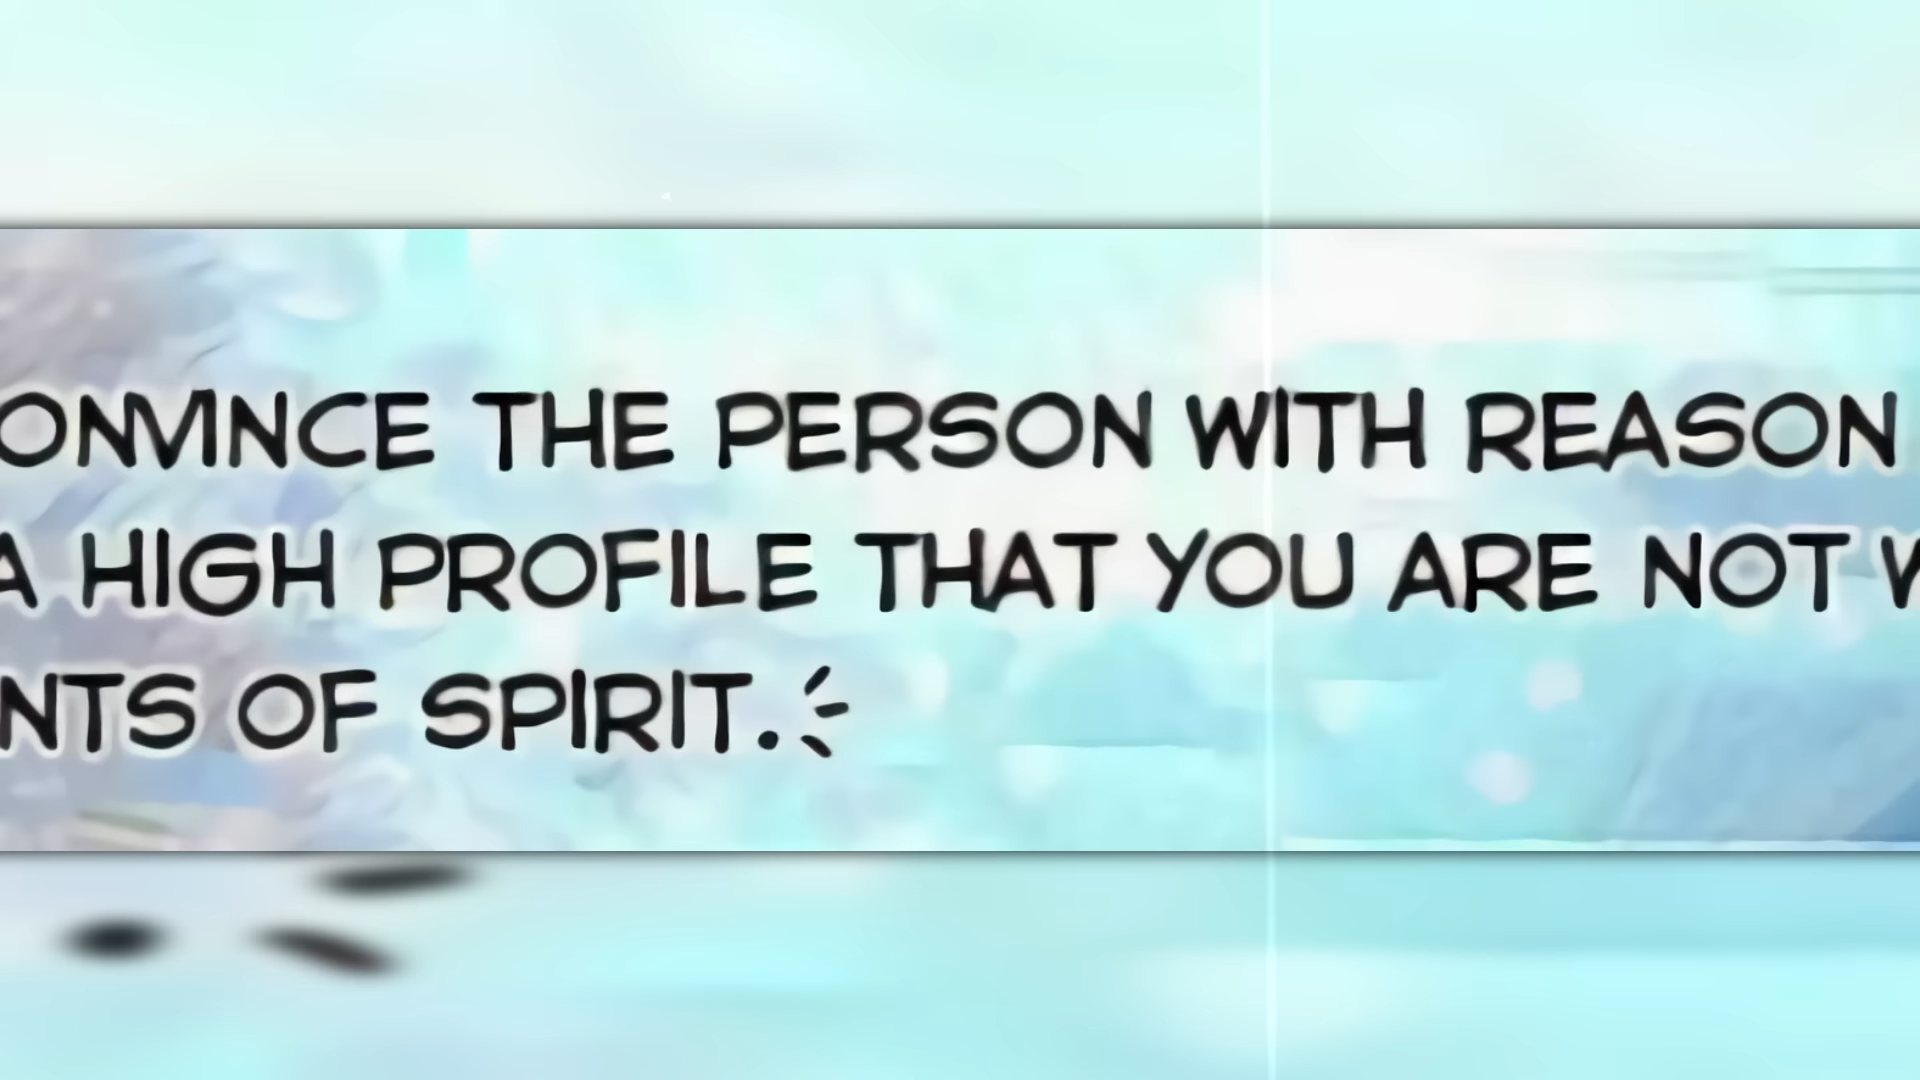 ONVINCE THE PERSON WITH REASON
A HIGH PROFILE THAT YOU ARE NOT W
NTS OF SPIRIT.